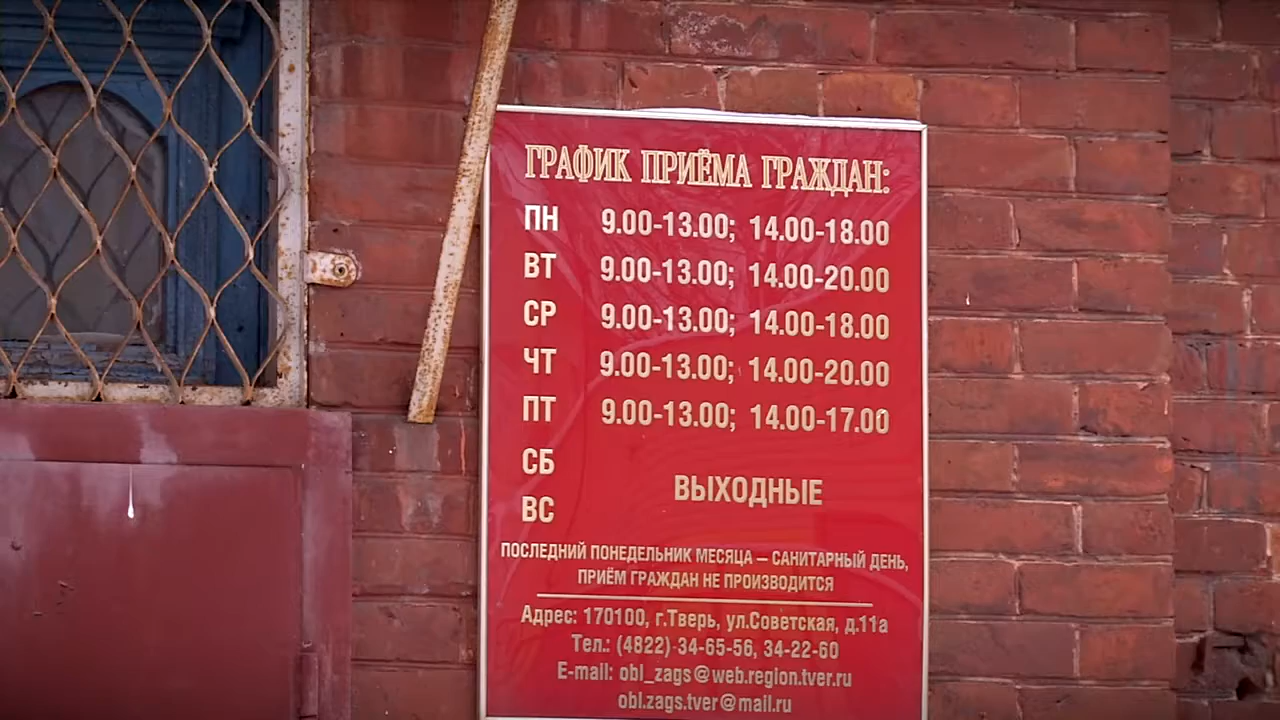 ГРАФИК ПРИЁМА ГРАЖДАН:
ПН 9.00-13.00; 14.00-18.00
ВТ 9.00-13.00; 14.00-20.00
СР 9.00-13.00; 14.00-18.00
ЧТ 9.00-13.00; 14.00-20.00
ПТ 9.00-13.00; 14.00-17.00
СБ
ВЫХОДНЫЕ
ВС
ПОСЛЕДНИЙ ПОНЕДЕЛЬНИК МЕСЯЦА – САНИТАРНЫЙ ДЕНЬ,
ПРИЁМ ГРАЖДАН НЕ ПРОИЗВОДИТСЯ
Адрес: 170100, г.Тверь, ул.Советская, д.11а
Тел.: (4822) 34-65-56, 34-22-60
E-mail: obl_zags@web.region.tver.ru
obl.zags.tver@mail.ru